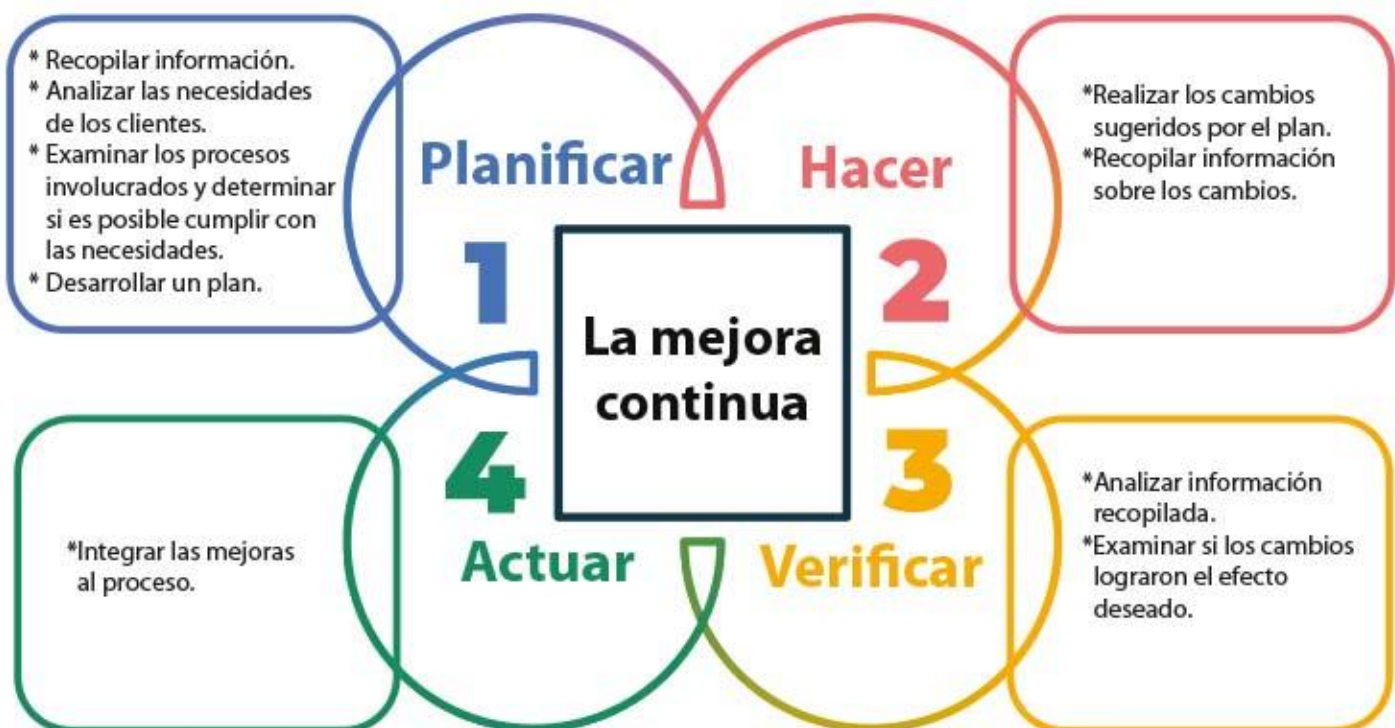 * Recopilar información.
* Analizar las necesidades
de los clientes.
* Examinar los procesos
involucrados y determinar
si es posible cumplir con
las necesidades.
* Desarrollar un plan.
Planificar
1
Hacer
2
*Realizar los cambios
sugeridos por el plan.
*Recopilar información
sobre los cambios.
La mejora
continua
3
Verificar
*Analizar información
recopilada.
*Examinar si los cambios
lograron el efecto
deseado.
4
Actuar
*Integrar las mejoras
al proceso.